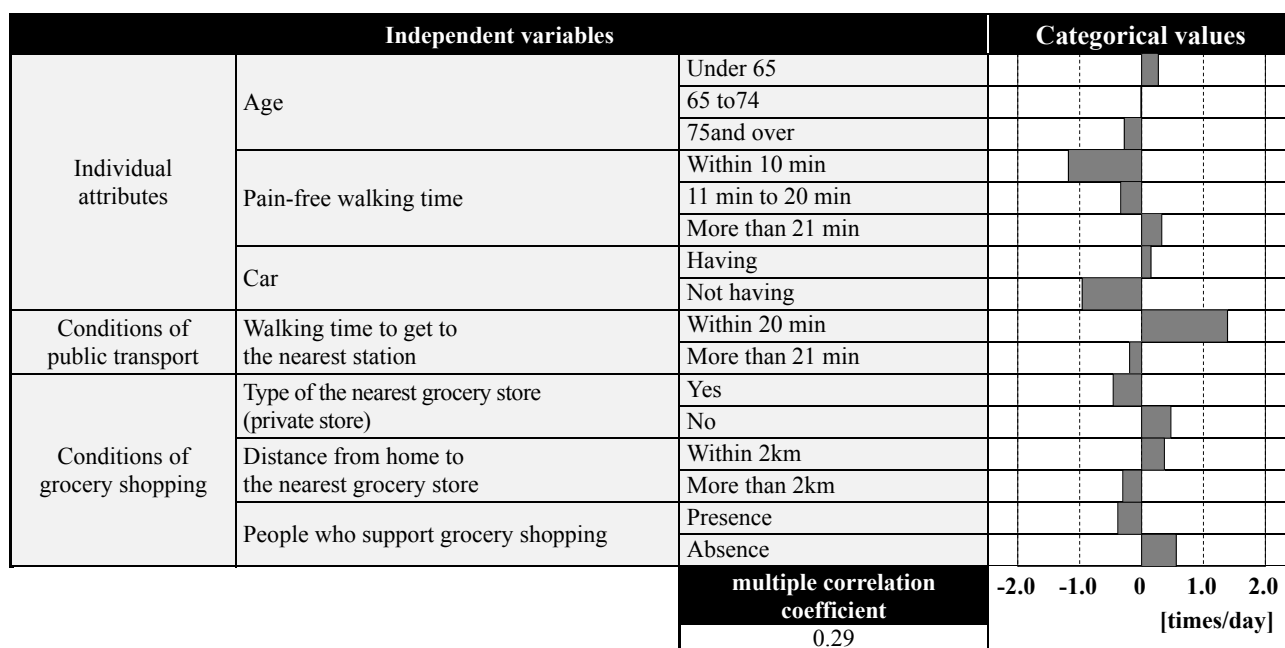 Independent variables
Categorical values
Individual
attributes
Age
Under 65
65 to74
75and over
Pain-free walking time
Within 10 min
11 min to 20 min
More than 21 min
Car
Having
Not having
Conditions of
public transport
Walking time to get to
the nearest station
Within 20 min
More than 21 min
Conditions of
grocery shopping
Type of the nearest grocery store
(private store)
Yes
No
Distance from home to
the nearest grocery store
Within 2km
More than 2km
People who support grocery shopping
Presence
Absence
multiple correlation
coefficient
0.29
-2.0 -1.0 0 1.0 2.0
[times/day]